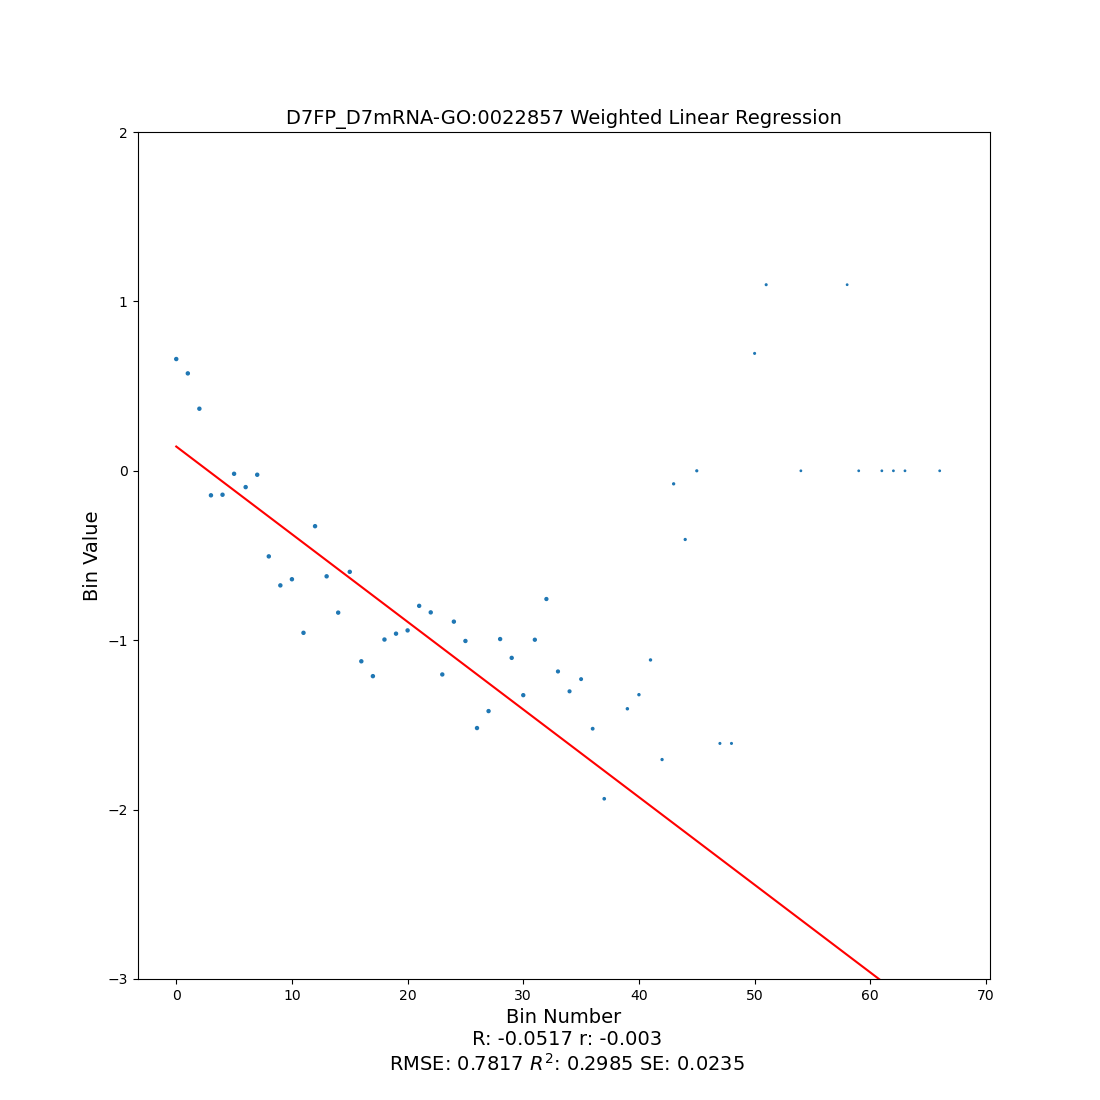 D7FP_D7mRNA-GO:0022857 Weighted Linear Regression
2
1
0
−1
−2
−3
Bin Value
0 10 20 30 40 50 60 70
Bin Number
R: -0.0517 r: -0.003
RMSE: 0.7817 R²: 0.2985 SE: 0.0235